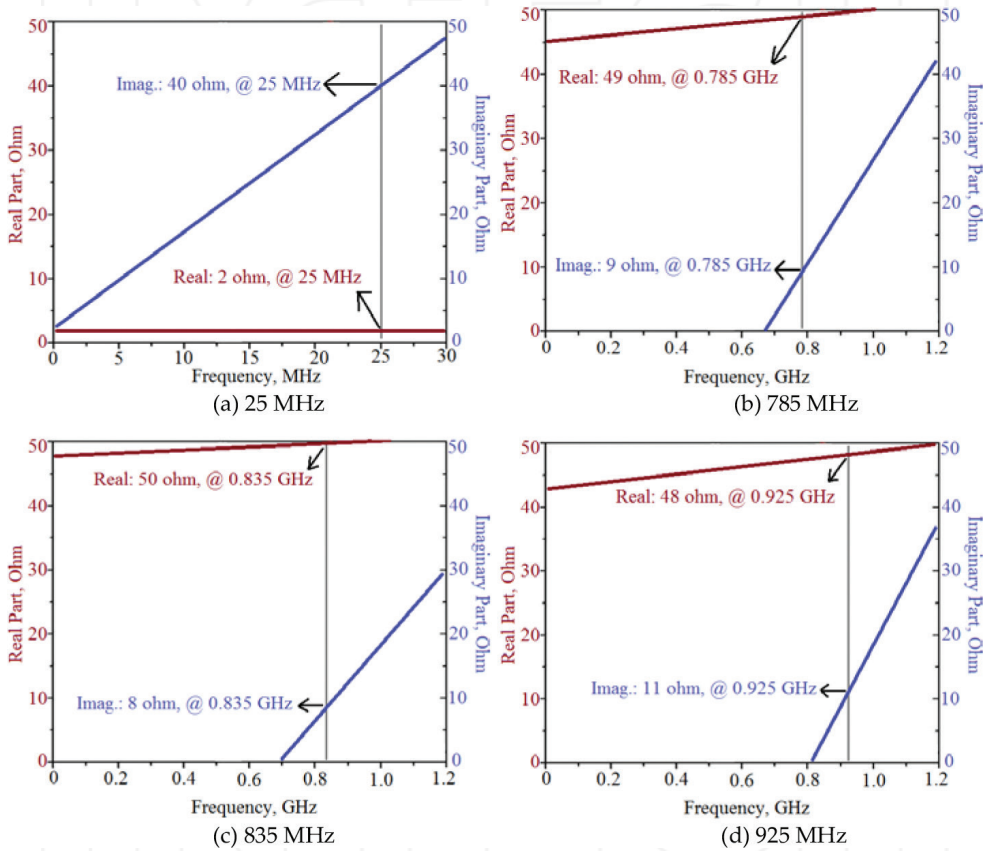 50
40
30
20
10
0
Real Part, Ohm
Imag.: 40 ohm, @ 25 MHz
Real: 2 ohm, @ 25 MHz
50
40
30
20
10
0
Imaginary Part, Ohm
0 5 10 15 20 25 30
Frequency, MHz
(a) 25 MHz
50
40
30
20
10
0
Real Part, Ohm
Real: 49 ohm, @ 0.785 GHz
Imag.: 9 ohm, @ 0.785 GHz
50
40
30
20
10
0
Imaginary Part, Ohm
0 0.2 0.4 0.6 0.8 1.0 1.2
Frequency, GHz
(b) 785 MHz
50
40
30
20
10
0
Real Part, Ohm
Real: 50 ohm, @ 0.835 GHz
Imag.: 8 ohm, @ 0.835 GHz
50
40
30
20
10
0
Imaginary Part, Ohm
0 0.2 0.4 0.6 0.8 1.0 1.2
Frequency, GHz
(c) 835 MHz
50
40
30
20
10
0
Real Part, Ohm
Real: 48 ohm, @ 0.925 GHz
Imag.: 11 ohm, @ 0.925 GHz
50
40
30
20
10
0
Imaginary Part, Ohm
0 0.2 0.4 0.6 0.8 1.0 1.2
Frequency, GHz
(d) 925 MHz